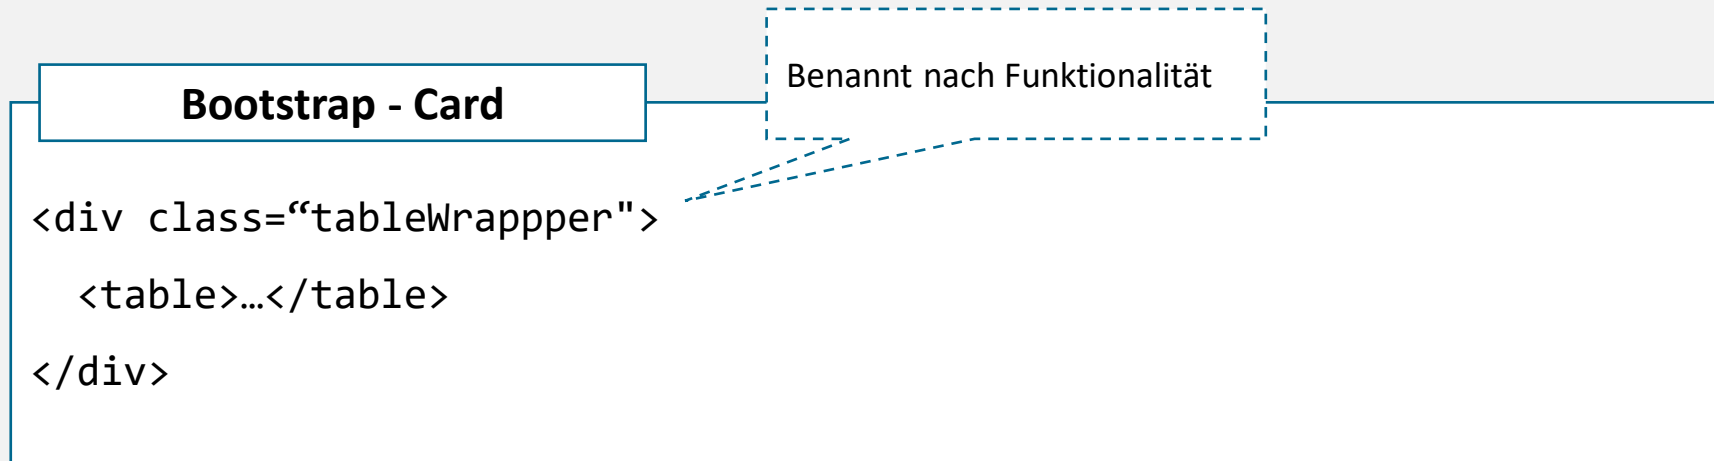 Benannt nach Funktionalität
Bootstrap - Card
<div class=“tableWrappper">
<table>…</table>
</div>